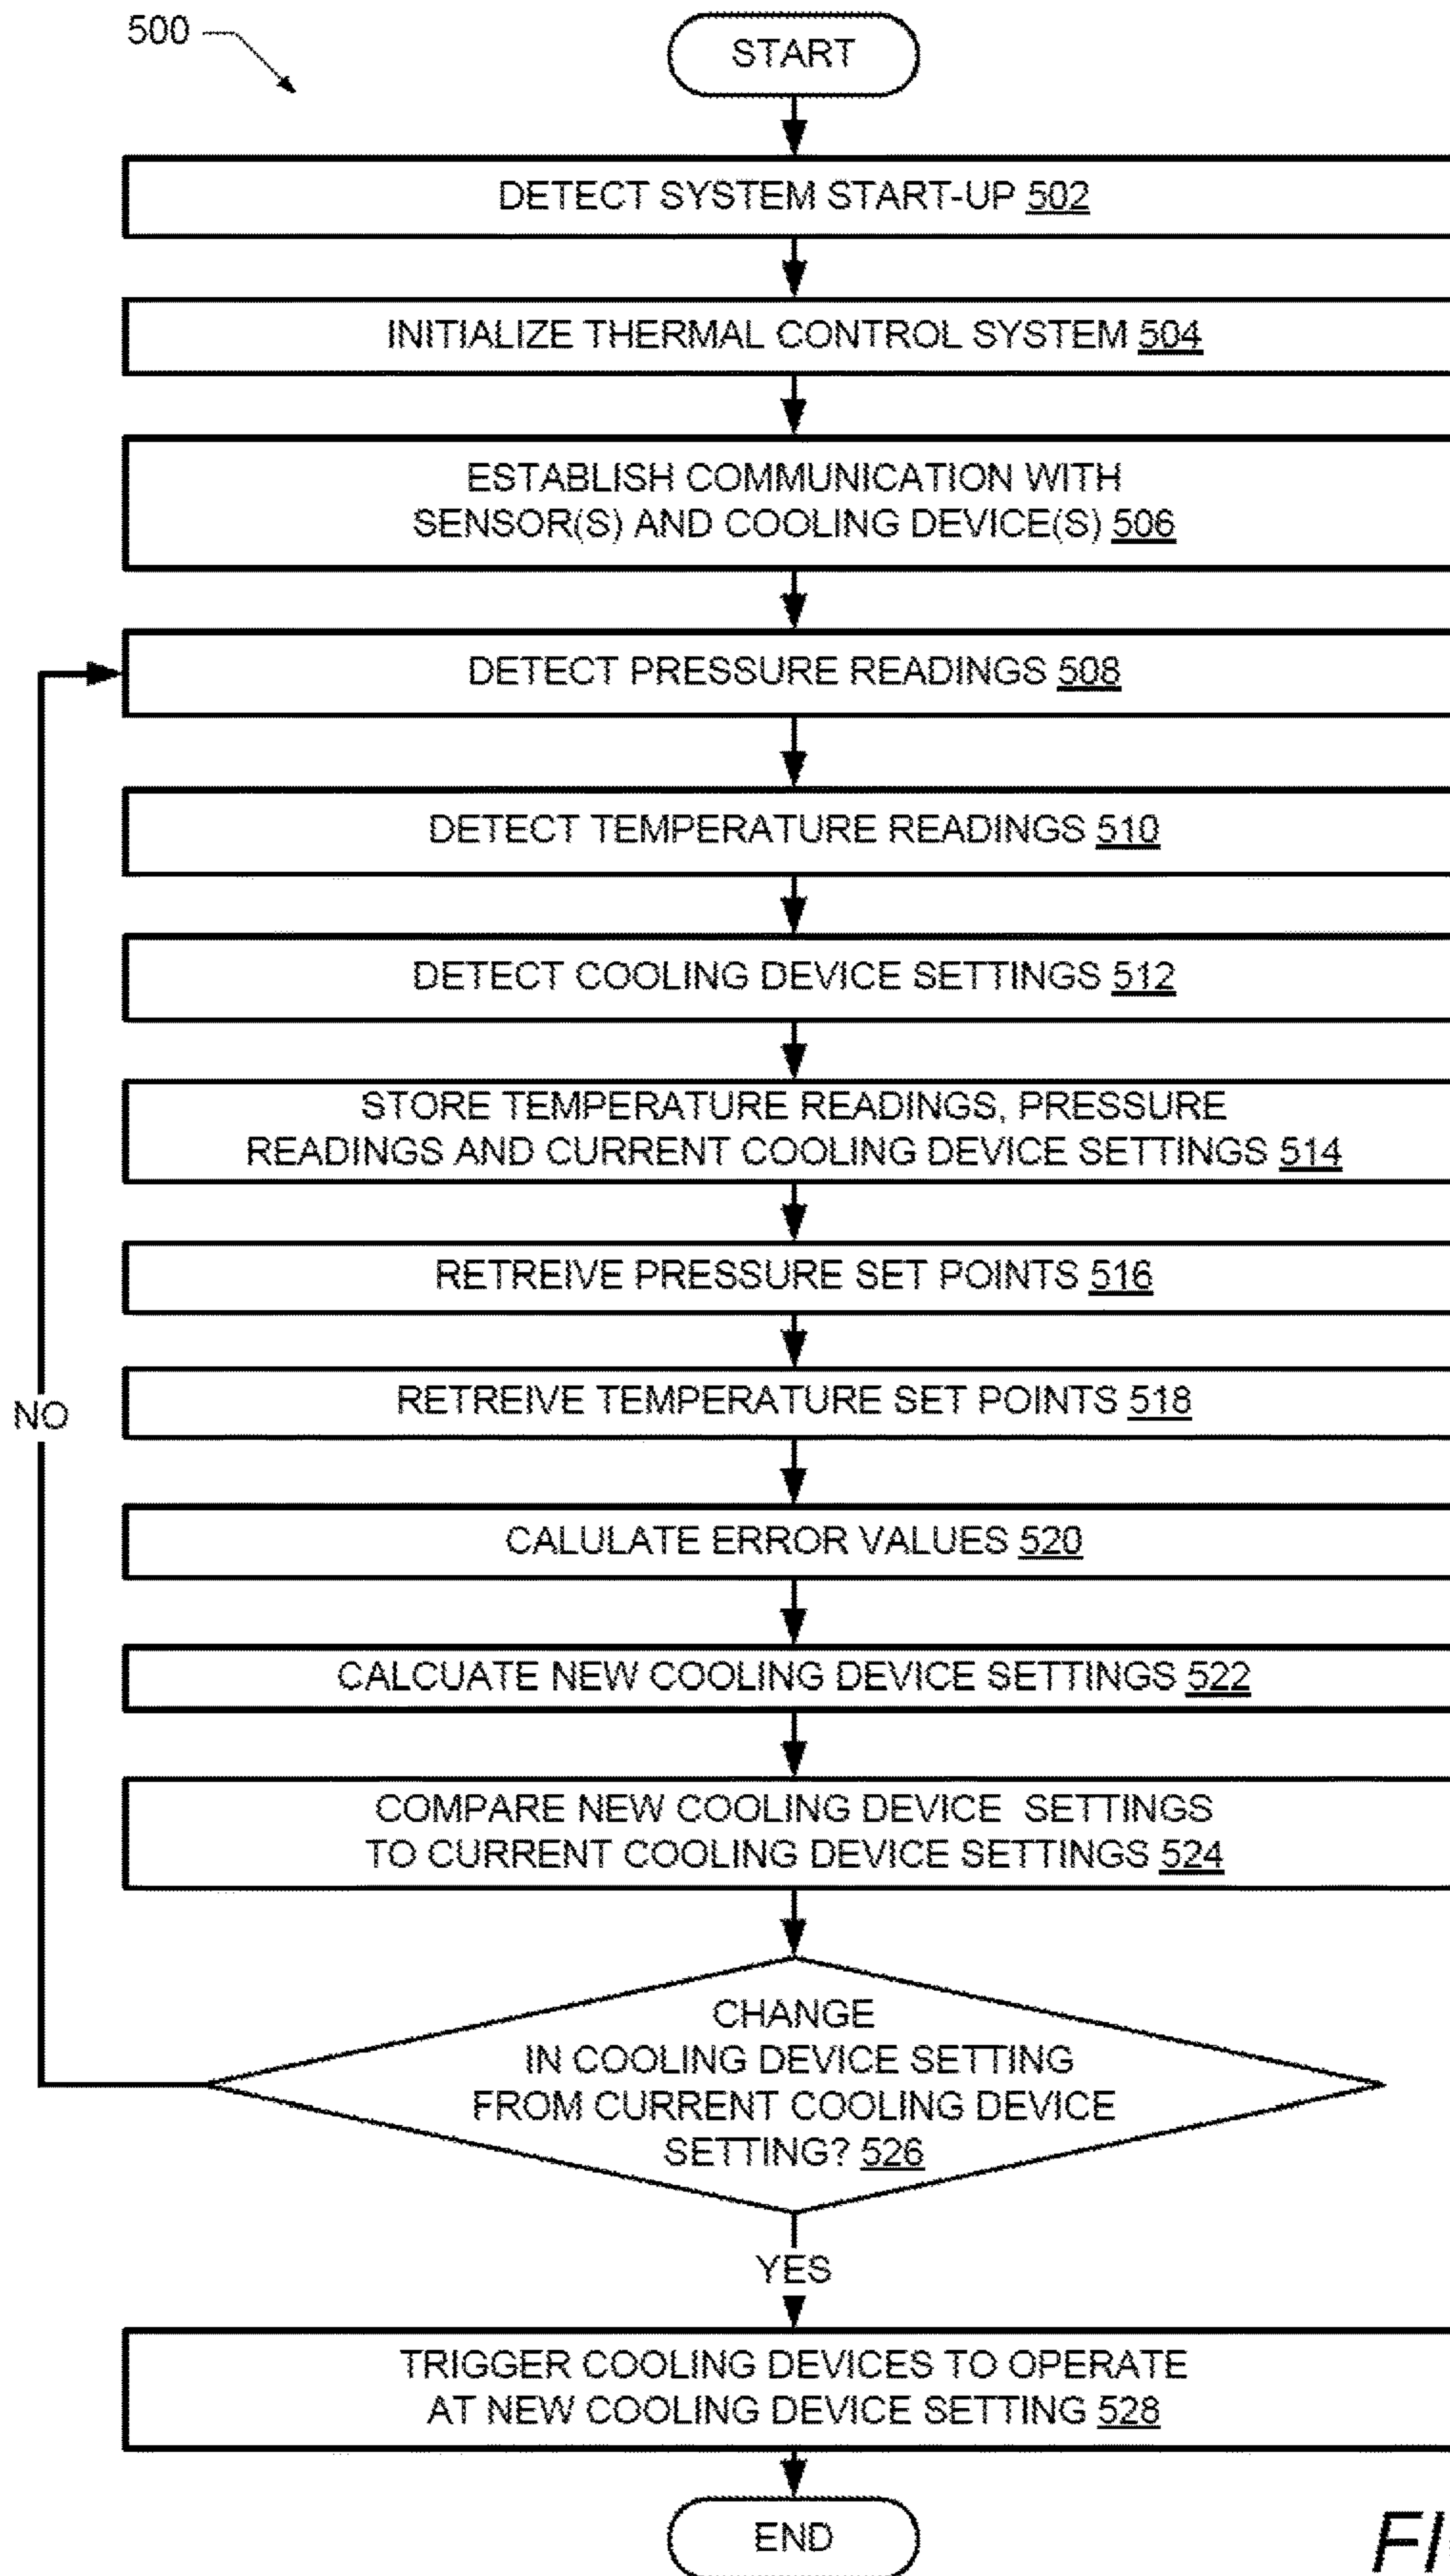 500
START
DETECT SYSTEM START-UP 502
INITIALIZE THERMAL CONTROL SYSTEM 504
ESTABLISH COMMUNICATION WITH
SENSOR(S) AND COOLING DEVICE(S) 506
DETECT PRESSURE READINGS 508
DETECT TEMPERATURE READINGS 510
DETECT COOLING DEVICE SETTINGS 512
STORE TEMPERATURE READINGS, PRESSURE
READINGS AND CURRENT COOLING DEVICE SETTINGS 514
RETREIVE PRESSURE SET POINTS 516
RETREIVE TEMPERATURE SET POINTS 518
NO
CALULATE ERROR VALUES 520
CALCUATE NEW COOLING DEVICE SETTINGS 522
COMPARE NEW COOLING DEVICE SETTINGS
TO CURRENT COOLING DEVICE SETTINGS 524
CHANGE
IN COOLING DEVICE SETTING
FROM CURRENT COOLING DEVICE
SETTING? 526
YES
TRIGGER COOLING DEVICES TO OPERATE
AT NEW COOLING DEVICE SETTING 528
END